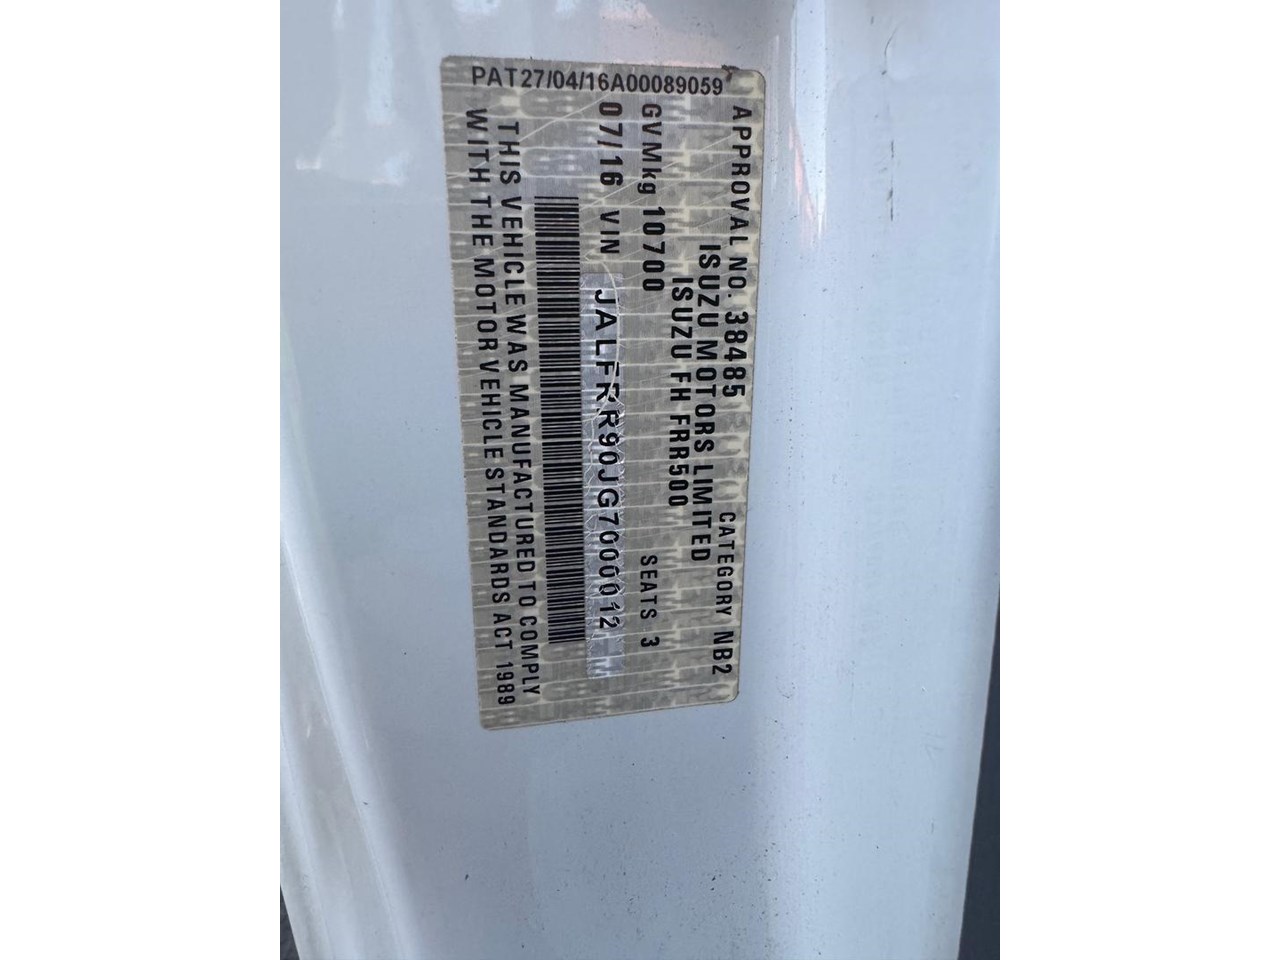 PAT27/04/16A00089059
APPROVAL NO. 38485 CATEGORY NB2
ISUZU MOTORS LIMITED
ISUZU FH FRR500
GVMkg 10700 SEATS 3
07/16 VIN JALFRR90JG7000012
THIS VEHICLE WAS MANUFACTURED TO COMPLY
WITH THE MOTOR VEHICLE STANDARDS ACT 1989